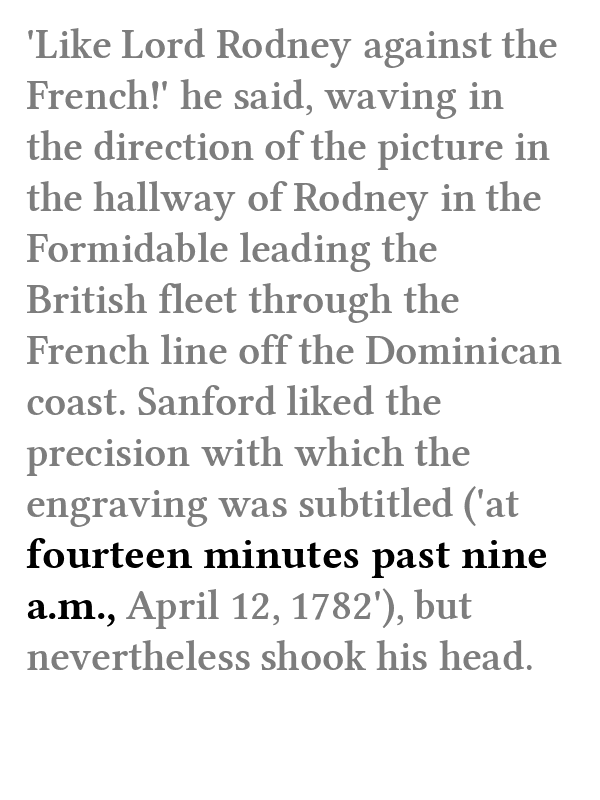 'Like Lord Rodney against the
French!' he said, waving in
the direction of the picture in
the hallway of Rodney in the
Formidable leading the
British fleet through the
French line off the Dominican
coast. Sanford liked the
precision with which the
engraving was subtitled ('at
fourteen minutes past nine
a.m., April 12, 1782'), but
nevertheless shook his head.